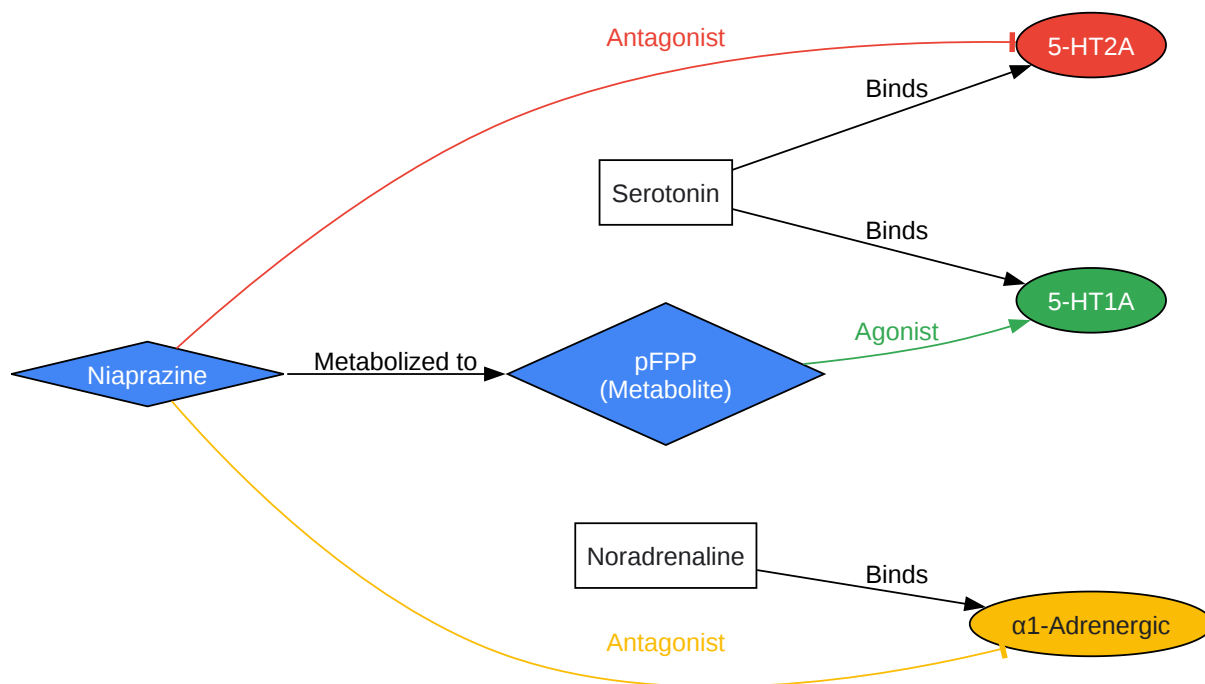 Antagonist
5-HT2A
Binds
Serotonin
Binds
5-HT1A
Agonist
Niaprazine
Metabolized to
pFPP
(Metabolite)
Noradrenaline
Binds
α1-Adrenergic
Antagonist